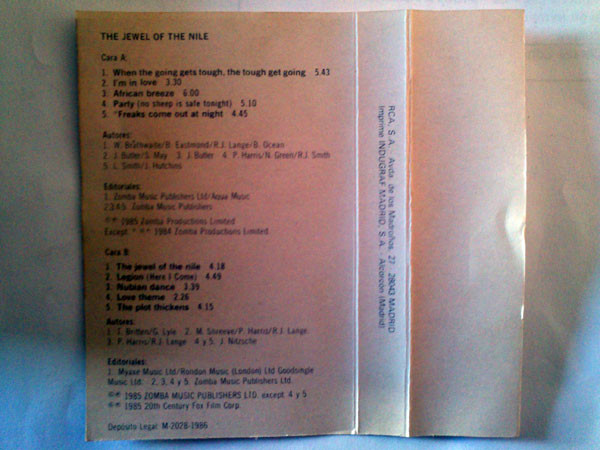 THE JEWEL OF THE NILE
Cara A:
1. When the going gets tough, the tough get going 5.43
2. I'm in love 3.30
3. African breeze 6:00
4. Party (no sheep is safe tonight) 5.10
5. *Freaks come out at night 4.45
Autores:
1. W. Brathwaite/B. Eastmond/R.J. Lange/B. Ocean
2. J. Butler/S. May 3. J. Butler 4. P. Harris/N. Green/R.J. Smith
5. L. Smith/J. Hutchins
Editoriales:
1. Zomba Music Publishers Ltd/Aqua Music
2.3.4.5. Zomba Music Publishers
℗© 1985 Zomba Productions Limited
Except. * ℗© 1984 Zomba Productions Limited
Cara B:
1. The jewel of the nile 4.18
2. Legion (Here I Come) 4.49
3. Nubian dance 3.39
4. Love theme 2:26
5. The plot thickens 4.15
Autores:
1. T. Britten/G. Lyle 2. M. Shreeve/P. Harris/R.J. Lange
3. P. Harris/R.J. Lange 4 y 5. J. Nitzsche
Editoriales:
1. Myaxe Music Ltd/Rondor Music (London) Ltd Goodsingle
Music Ltd. - 2, 3, 4 y 5. Zomba Music Publishers Ltd.
℗© 1985 ZOMBA MUSIC PUBLISHERS LTD. except. 4 y 5
℗© 1985 20th Century Fox Film Corp.
Depósito Legal: M-2028-1986
RCA, S.A. - Avda. de los Madroños, 27 - 28043 MADRID
Imprime INDUGRAF MADRID, S.A. - Alcorcón (Madrid)